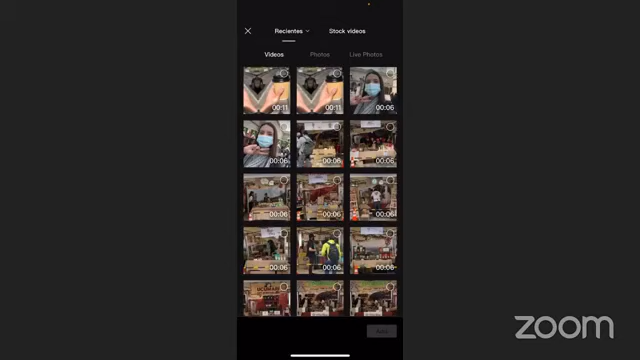 Recientes Stock videos
Videos Photos Live Photos
00:11 00:11 00:06
00:06 00:06 00:06
00:06 00:06 00:06
00:06 00:06 00:06
Add
zoom